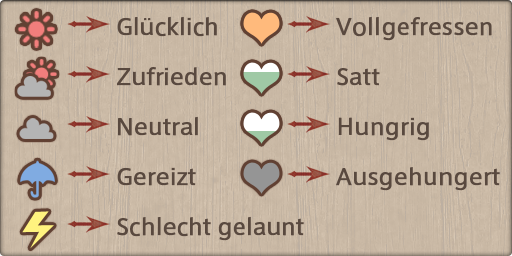 Glücklich
Zufrieden
Neutral
Gereizt
Schlecht gelaunt
Vollgefressen
Satt
Hungrig
Ausgehungert